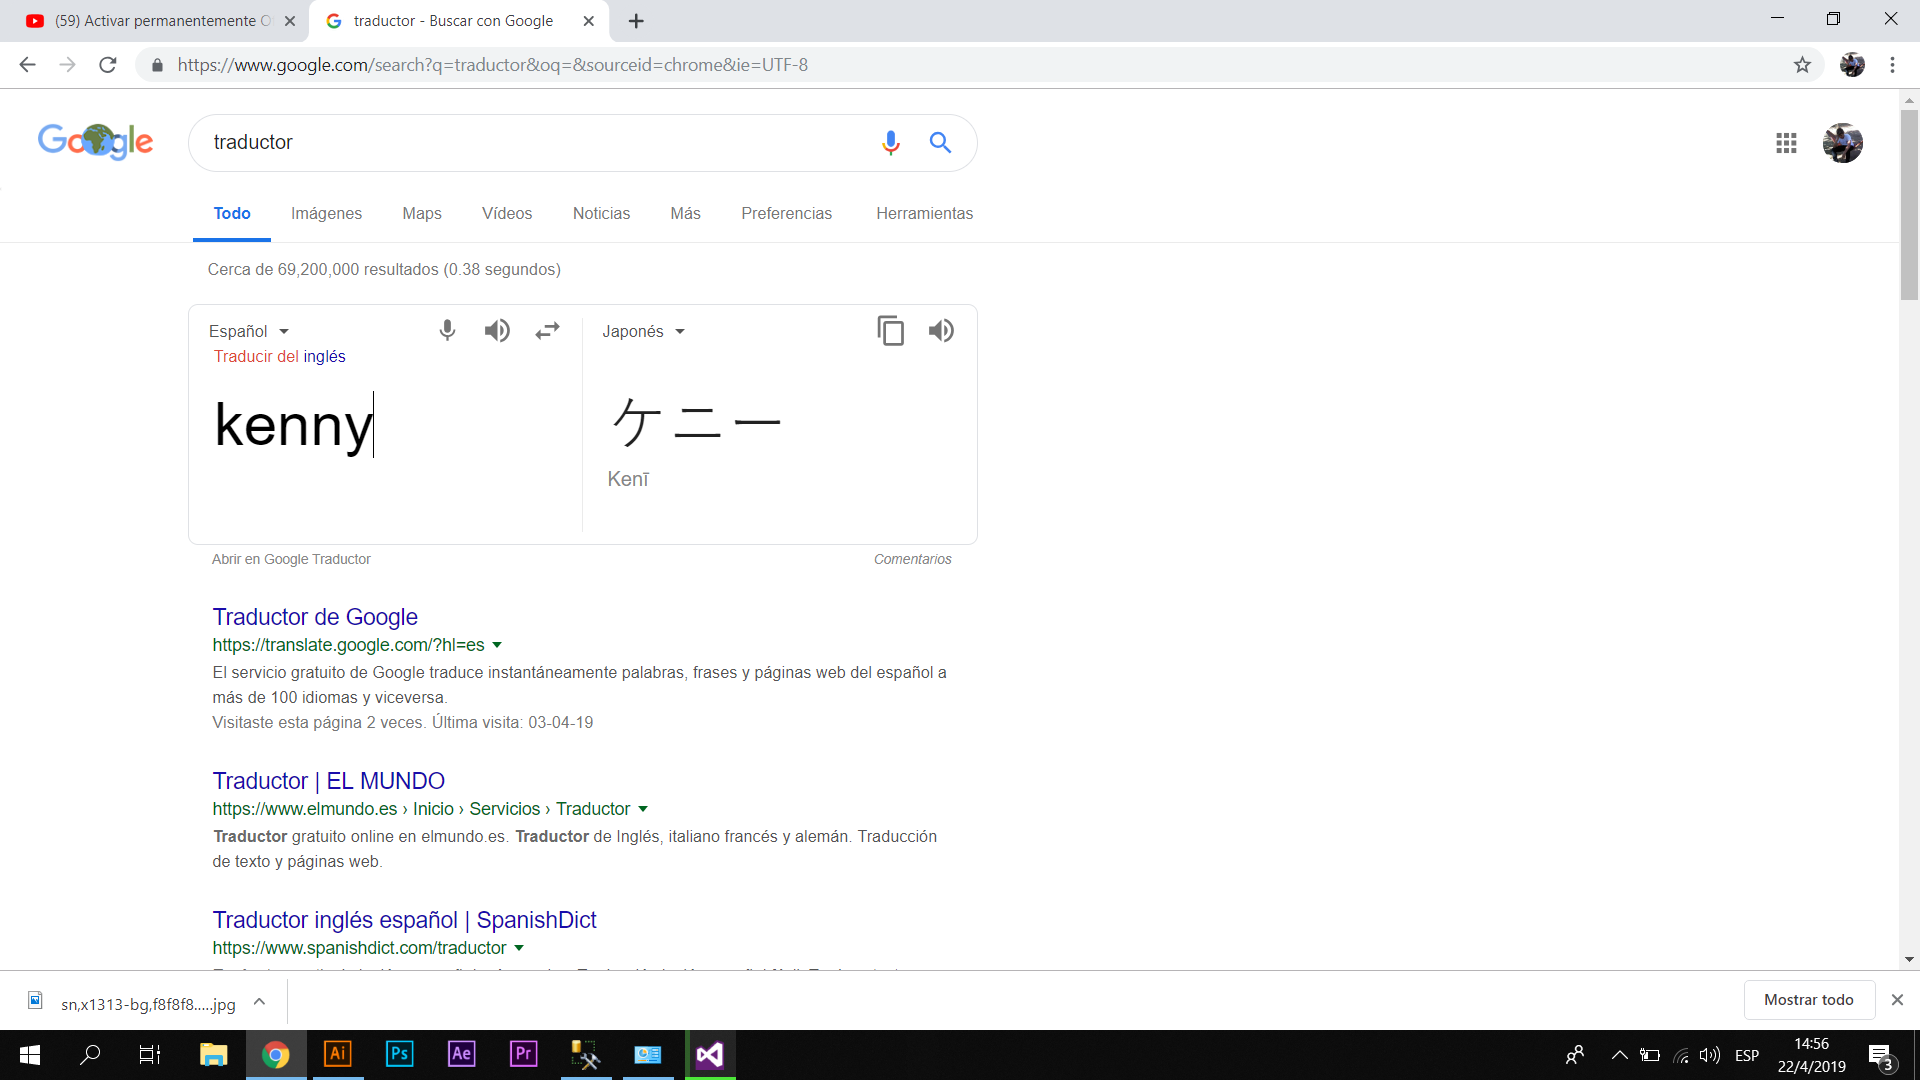 (59) Activar permanentemente O
traductor - Buscar con Google
https://www.google.com/search?q=traductor&oq=&sourceid=chrome&ie=UTF-8
Google
traductor
Todo Imágenes Maps Vídeos Noticias Más Preferencias Herramientas
Cerca de 69,200,000 resultados (0.38 segundos)
Español
Japonés
Traducir del inglés
kenny
ケニー
Kenī
Abrir en Google Traductor
Comentarios
Traductor de Google
https://translate.google.com/?hl=es
El servicio gratuito de Google traduce instantáneamente palabras, frases y páginas web del español a
más de 100 idiomas y viceversa.
Visitaste esta página 2 veces. Última visita: 03-04-19
Traductor | EL MUNDO
https://www.elmundo.es › Inicio › Servicios › Traductor
Traductor gratuito online en elmundo.es. Traductor de Inglés, italiano francés y alemán. Traducción
de texto y páginas web.
Traductor inglés español | SpanishDict
https://www.spanishdict.com/traductor
sn,x1313-bg,f8f8f8.....jpg
Mostrar todo
Ai Ps Ae Pr
ESP
14:56
22/4/2019
3